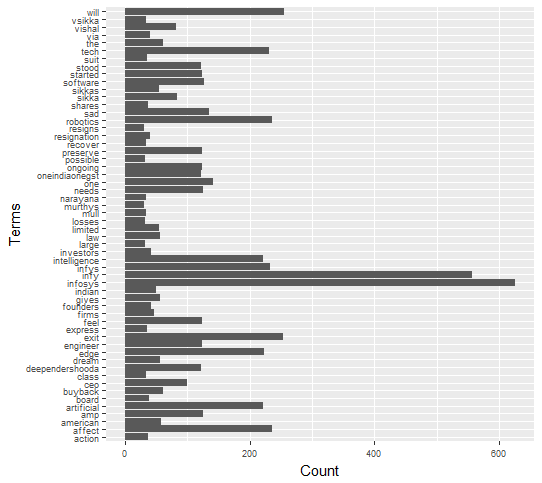 will
vsikka
vishal
via
the
tech
suit
stood
started
software
sikkas
sikka
shares
sad
robotics
resigns
resignation
recover
preserve
possible
ongoing
oneindiaonegst
one
needs
narayana
murthys
mull
losses
limited
law
large
investors
intelligence
infys
infy
infosys
indian
gives
founders
firms
feel
express
exit
engineer
edge
dream
deependershooda
class
ceo
buyback
board
artificial
amp
american
affect
action
Terms
0 200 400 600
Count